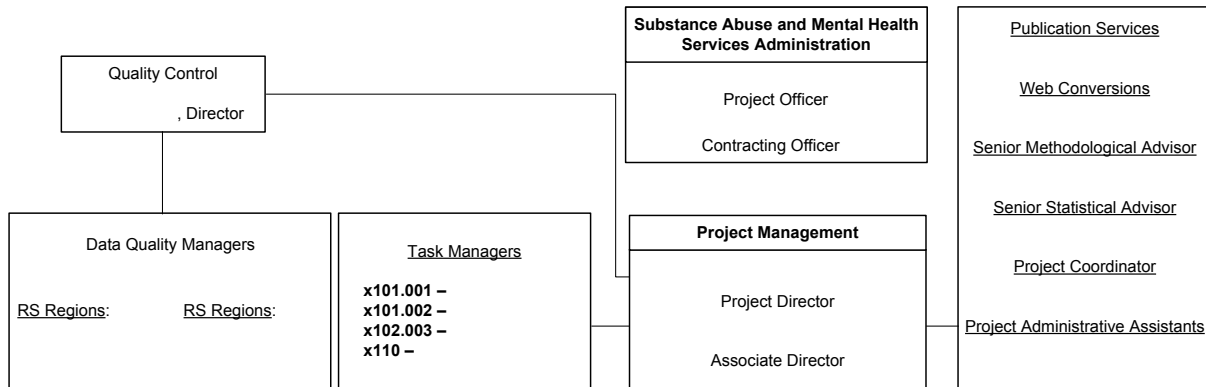 Quality Control
, Director
Substance Abuse and Mental Health
Services Administration
Project Officer
Contracting Officer
Publication Services
Web Conversions
Senior Methodological Advisor
Senior Statistical Advisor
Project Coordinator
Project Administrative Assistants
Data Quality Managers
RS Regions: RS Regions:
Task Managers
x101.001 –
x101.002 –
x102.003 –
x110 –
Project Management
Project Director
Associate Director